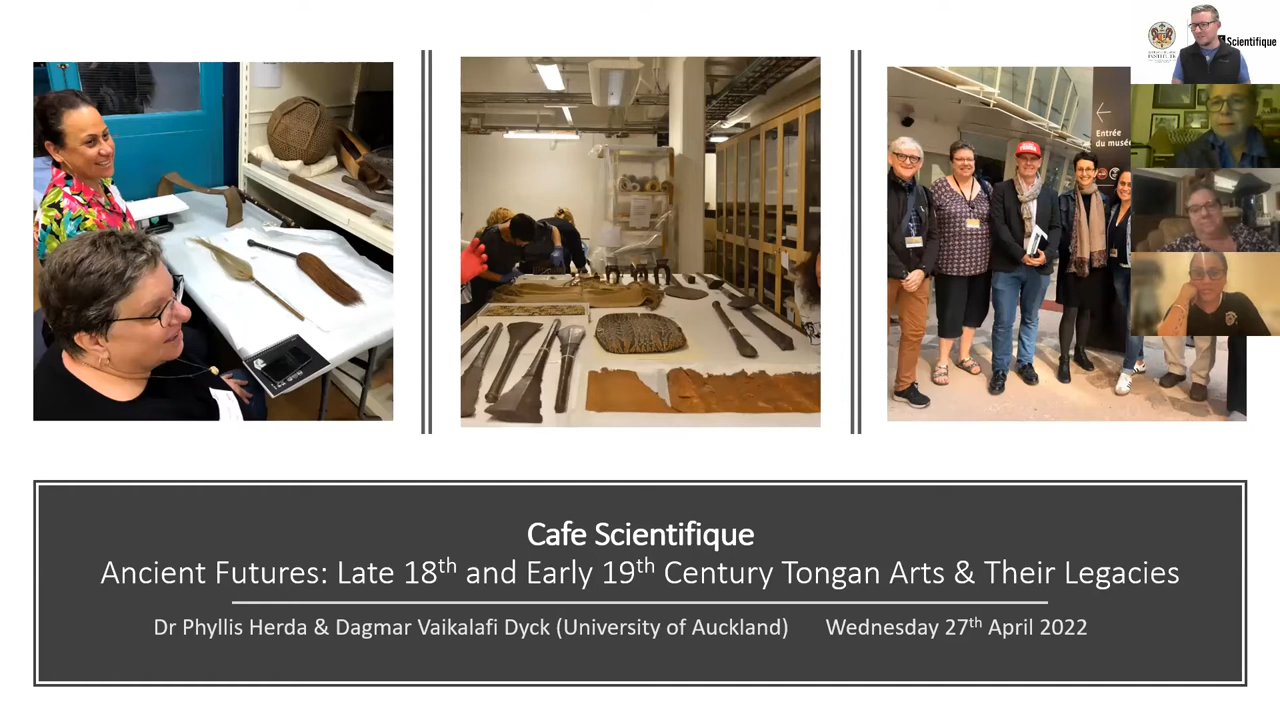 Scientifique
INSTITUTE
Entrée
du musée
Cafe Scientifique
Ancient Futures: Late 18th and Early 19th Century Tongan Arts & Their Legacies
Dr Phyllis Herda & Dagmar Vaikalafi Dyck (University of Auckland) Wednesday 27th April 2022